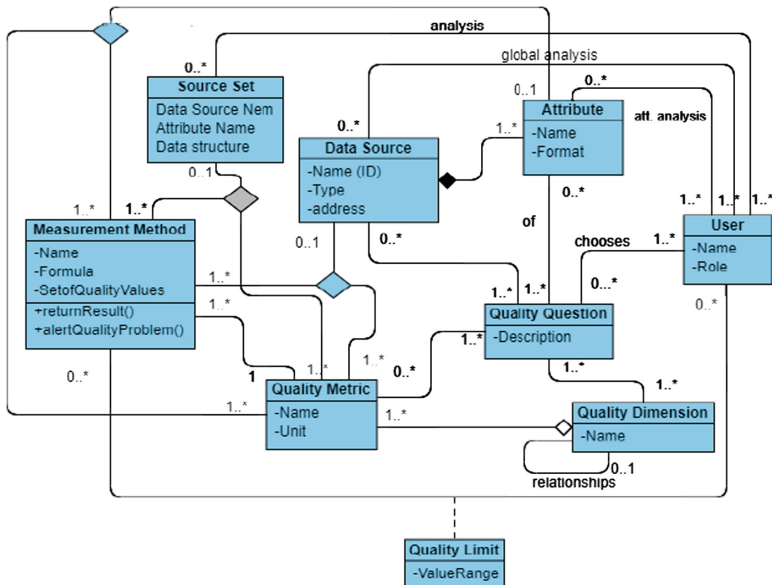 analysis
global analysis
0..*
Source Set
Data Source Nem
Attribute Name
Data structure
0..1
0..*
Data Source
-Name (ID)
-Type
-address
0..1
0..*
1..*
0..1
0..*
Attribute
-Name
-Format
0..*
att. analysis
1..*
1..*
1..*
User
-Name
-Role
0..*
of
chooses
1..*
0...*
1..*
1..*
Measurement Method
-Name
-Formula
-SetofQualityValues
+returnResult()
+alertQualityProblem()
1..*
1..*
0..*
1..*
1..*
Quality Question
-Description
1..*
1..*
1..*
1
1..*
1..*
0..*
Quality Metric
-Name
-Unit
1..*
1..*
Quality Dimension
-Name
0..1
relationships
Quality Limit
-ValueRange